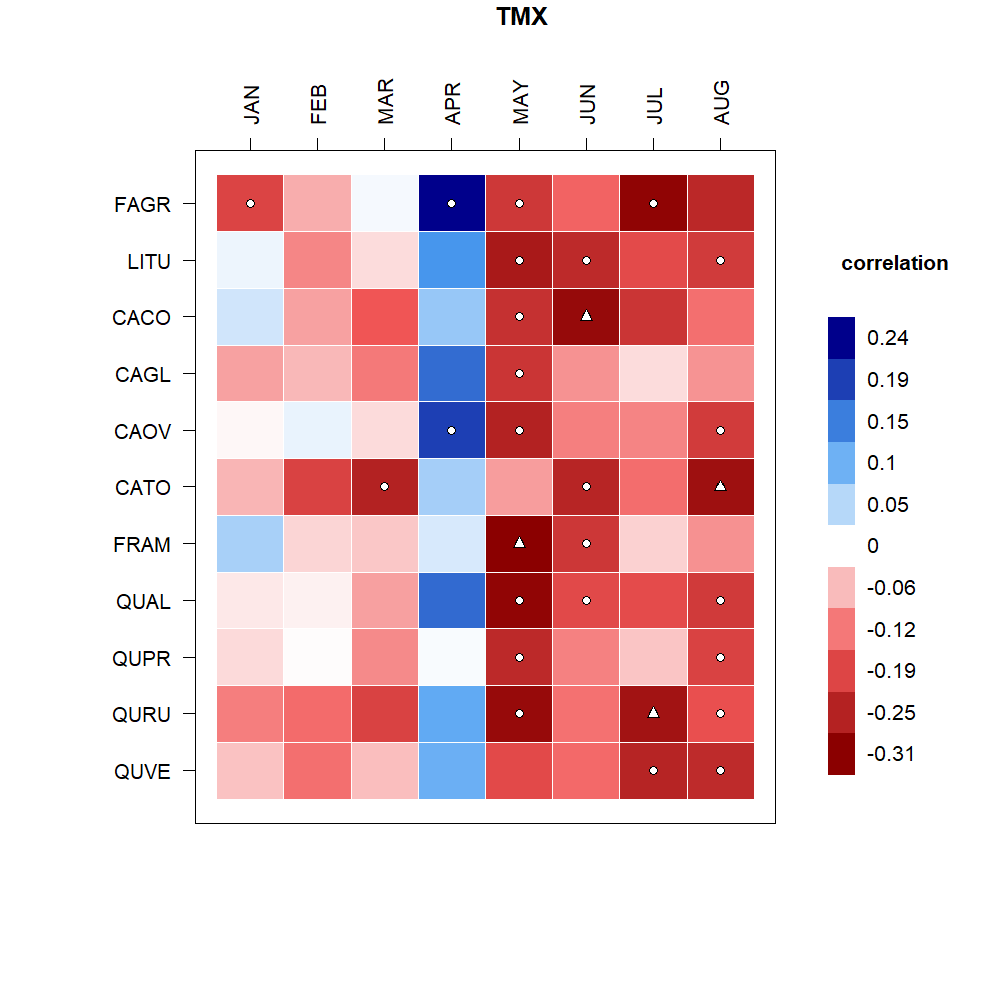 TMX
JAN FEB MAR APR MAY JUN JUL AUG
FAGR
LITU
CACO
CAGL
CAOV
CATO
FRAM
QUAL
QUPR
QURU
QUVE
correlation
0.24
0.19
0.15
0.1
0.05
0
-0.06
-0.12
-0.19
-0.25
-0.31